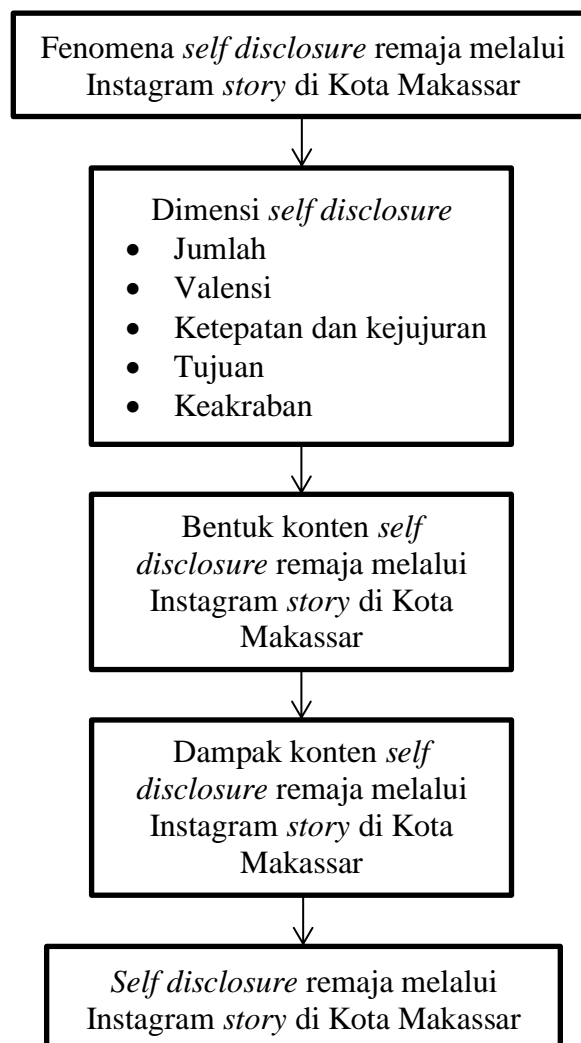 Fenomena self disclosure remaja melalui
Instagram story di Kota Makassar
Dimensi self disclosure
• Jumlah
• Valensi
• Ketepatan dan kejujuran
• Tujuan
• Keakraban
Bentuk konten self
disclosure remaja melalui
Instagram story di Kota
Makassar
Dampak konten self
disclosure remaja melalui
Instagram story di Kota
Makassar
Self disclosure remaja melalui
Instagram story di Kota Makassar